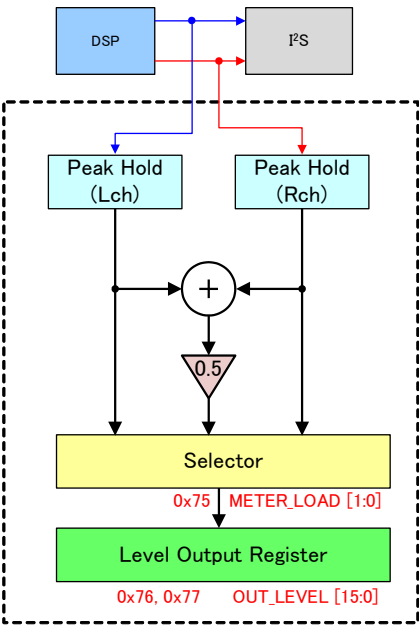 DSP
I²S
Peak Hold
(Lch)
Peak Hold
(Rch)
+
0.5
Selector
0x75 METER_LOAD [1:0]
Level Output Register
0x76, 0x77 OUT_LEVEL [15:0]